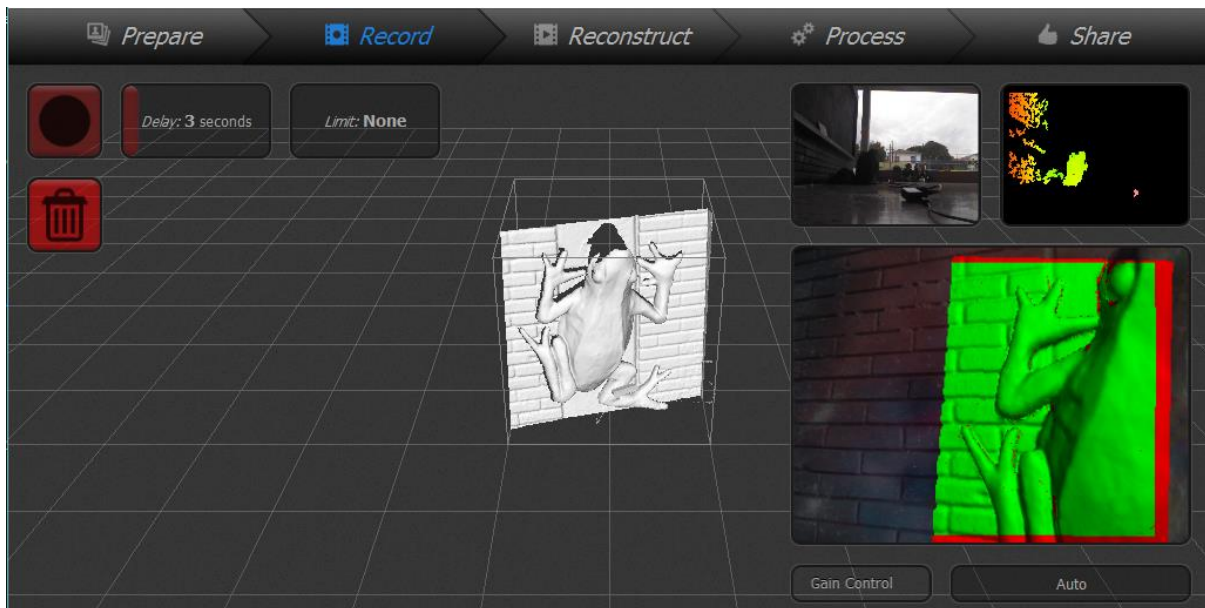 Prepare
Record
Reconstruct
Process
Share
Delay: 3 seconds
Limit: None
Gain Control
Auto